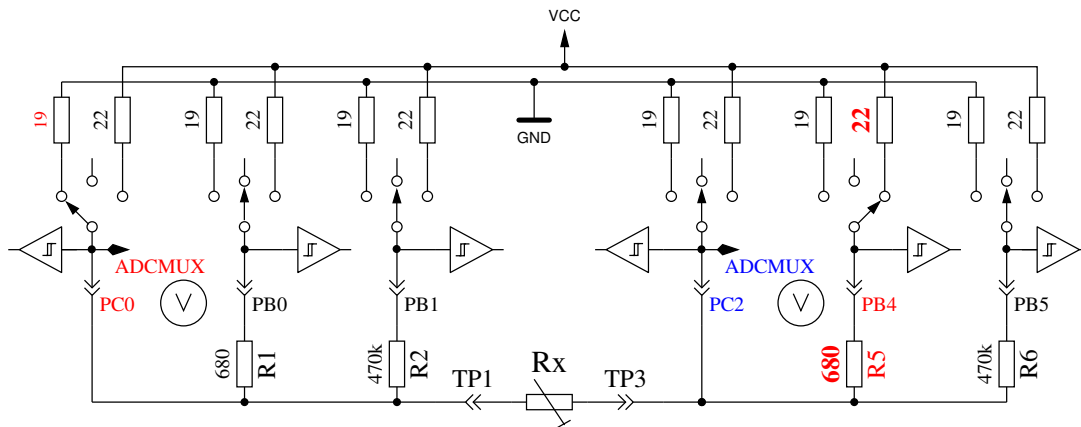 VCC
19
22
19
22
19
22
GND
19
22
19
22
19
22
ADCMUX
ADCMUX
V
V
PC0
PB0
PB1
PC2
PB4
PB5
680
R1
470k
R2
680
R5
470k
R6
TP1
Rx
TP3